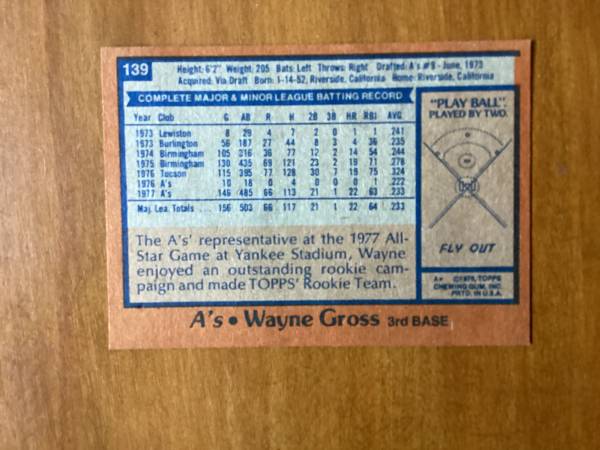 139
Height: 6'2" Weight: 205 Bats: Left Throws: Right Drafted: A's #9-June, 1973
Acquired: Via Draft Born: 1-14-52, Riverside, California Home: Riverside, California
COMPLETE MAJOR & MINOR LEAGUE BATTING RECORD
Year Club G AB R H 2B 3B HR RBI AVG
1973 Lewiston 8 29 4 7 2 0 1 1 .241
1973 Burlington 56 187 27 44 8 3 4 36 .235
1974 Birmingham 105 316 36 77 12 2 14 54 .244
1975 Birmingham 130 435 69 121 23 2 19 71 .278
1976 Tucson 115 395 77 128 30 7 19 75 .324
1976 A's 10 18 0 4 0 0 0 1 .222
1977 A's 146 485 66 113 21 1 22 63 .233
Maj. Lea. Totals .... 156 503 66 117 21 1 22 64 .233
The A's' representative at the 1977 All-
Star Game at Yankee Stadium, Wayne
enjoyed an outstanding rookie cam-
paign and made TOPPS' Rookie Team.
"PLAY BALL"
PLAYED BY TWO
FLY OUT
A* ©1978, TOPPS
CHEWING GUM, INC.
PRTD. IN U.S.A.
A's • Wayne Gross 3rd BASE